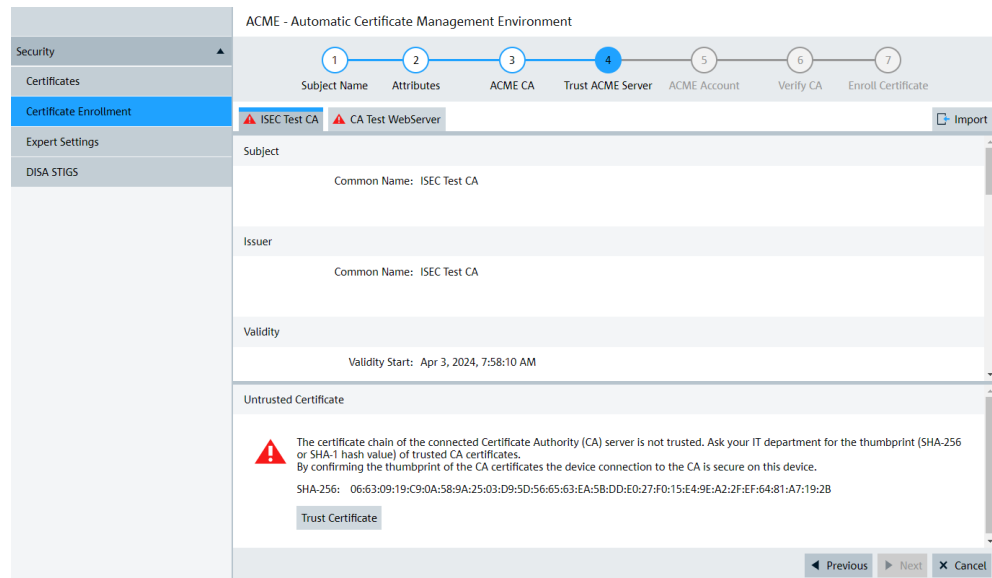 ACME - Automatic Certificate Management Environment
Security
Certificates
Certificate Enrollment
Expert Settings
DISA STIGS
1 2 3 4 5 6 7
Subject Name Attributes ACME CA Trust ACME Server ACME Account Verify CA Enroll Certificate
ISEC Test CA CA Test WebServer Import
Subject
Common Name: ISEC Test CA
Issuer
Common Name: ISEC Test CA
Validity
Validity Start: Apr 3, 2024, 7:58:10 AM
Untrusted Certificate
The certificate chain of the connected Certificate Authority (CA) server is not trusted. Ask your IT department for the thumbprint (SHA-256
or SHA-1 hash value) of trusted CA certificates.
By confirming the thumbprint of the CA certificates the device connection to the CA is secure on this device.
SHA-256: 06:63:09:19:C9:0A:58:9A:25:03:D9:5D:56:65:63:EA:5B:DD:E0:27:F0:15:E4:9E:A2:2F:EF:64:81:A7:19:2B
Trust Certificate
Previous Next Cancel